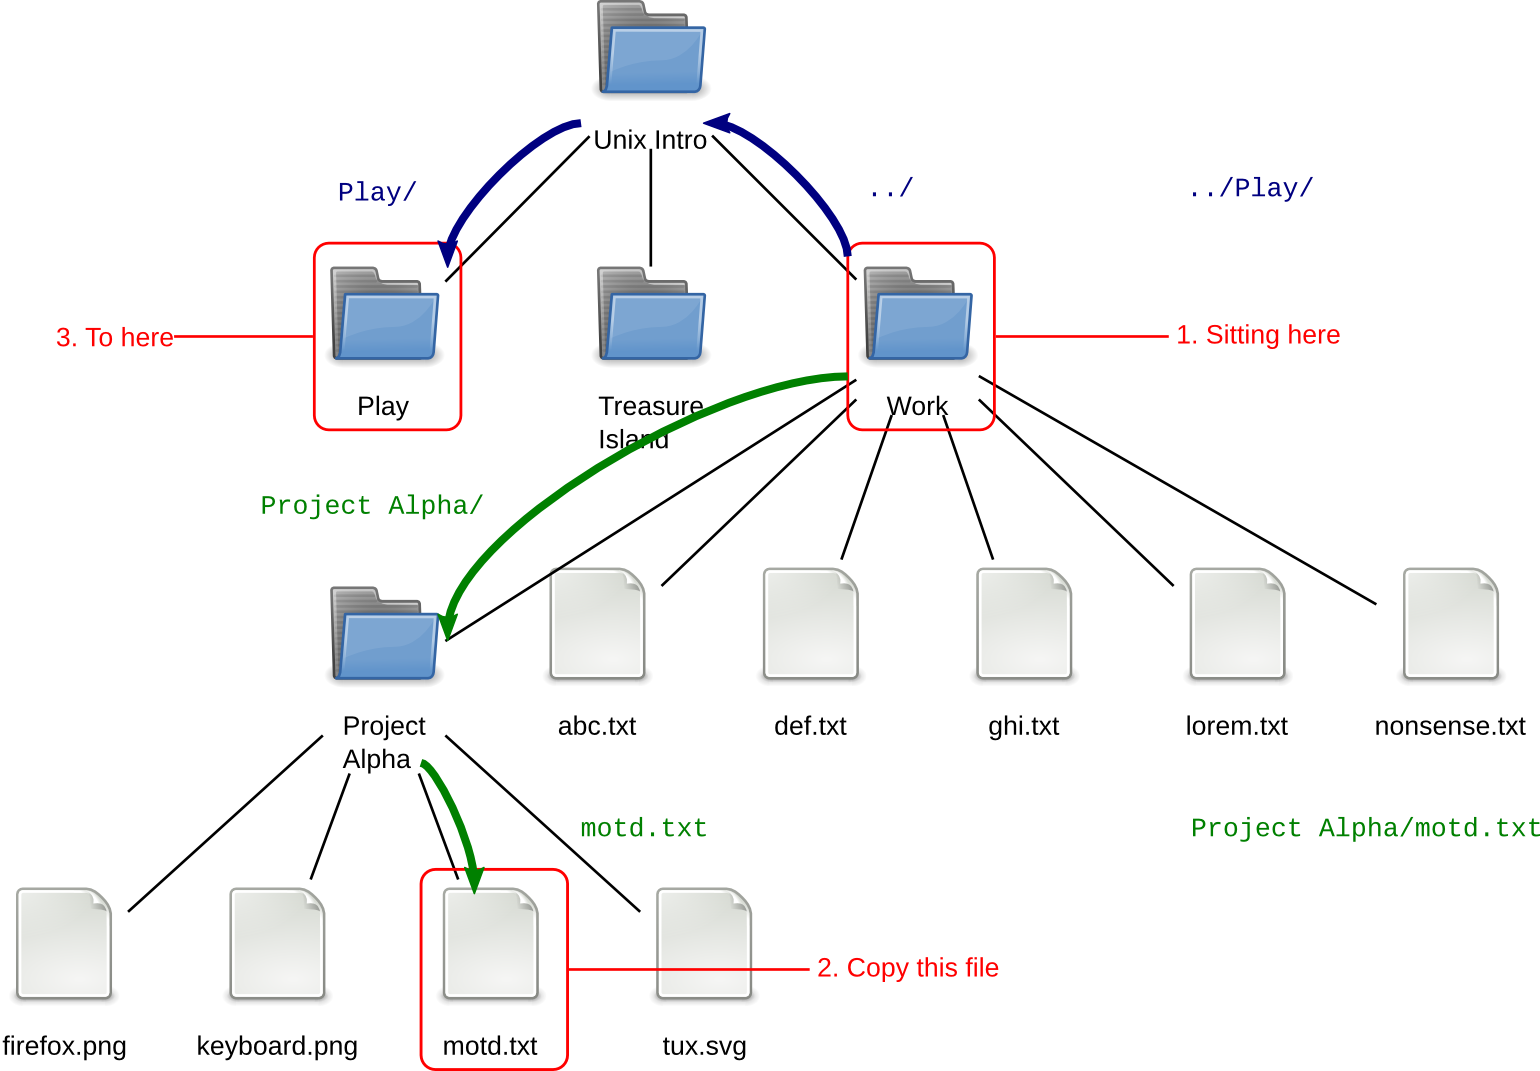 Unix Intro
Play/
../
../Play/
3. To here
1. Sitting here
Play
Treasure
Island
Work
Project Alpha/
Project
Alpha
abc.txt
def.txt
ghi.txt
lorem.txt
nonsense.txt
motd.txt
Project Alpha/motd.txt
2. Copy this file
firefox.png
keyboard.png
motd.txt
tux.svg